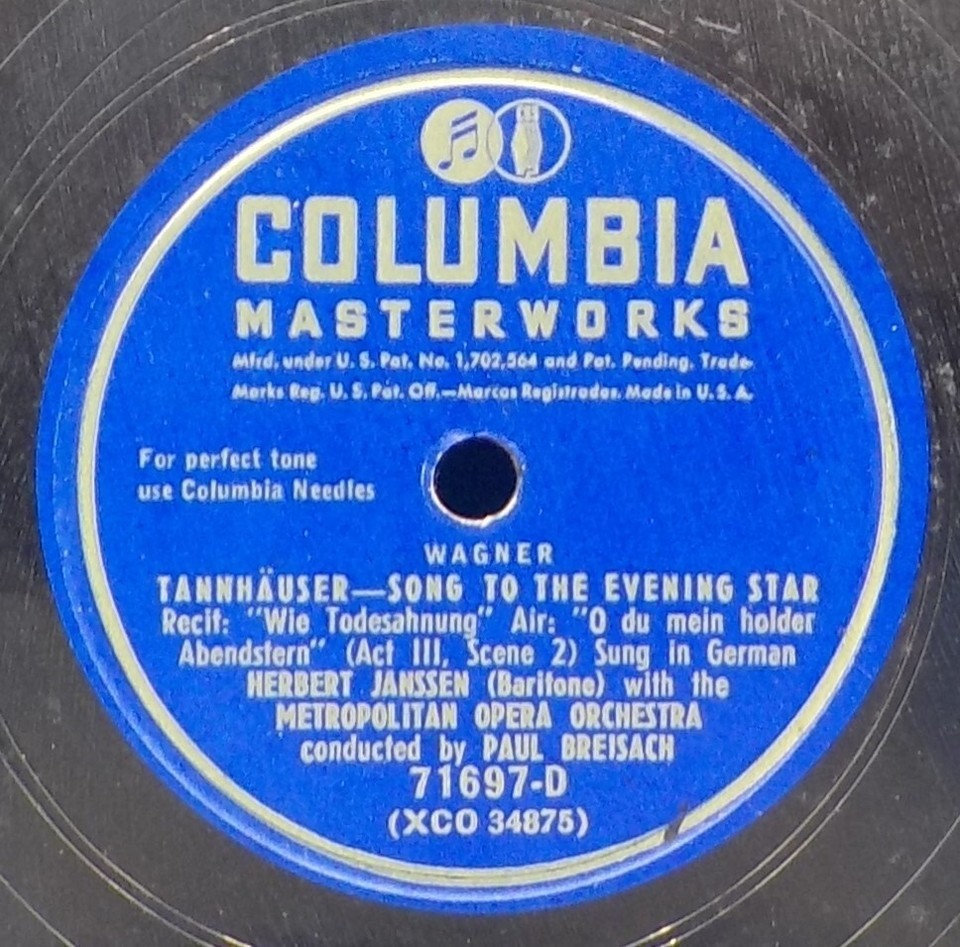 COLUMBIA
MASTERWORKS
Mfrd. under U. S. Pat. No. 1,702,564 and Pat. Pending. Trade-
Marks Reg. U. S. Pat. Off.—Marcas Registradas. Made in U. S. A.
For perfect tone
use Columbia Needles
WAGNER
TANNHÄUSER—SONG TO THE EVENING STAR
Recit: "Wie Todesahnung" Air: "O du mein holder
Abendstern" (Act III, Scene 2) Sung in German
HERBERT JANSSEN (Baritone) with the
METROPOLITAN OPERA ORCHESTRA
conducted by PAUL BREISACH
71697-D
(XCO 34875)